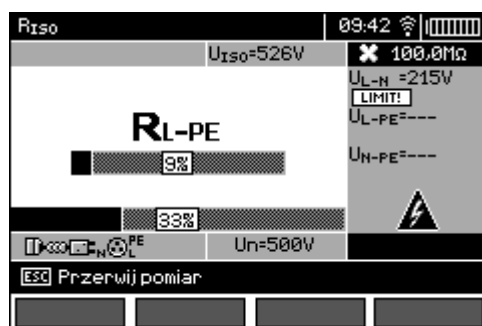 RISO 09:42
UISO=526V ✖ 100.0MΩ
UL-N =215V
LIMIT!
UL-PE=---
UN-PE=---
RL-PE
9%
33%
N PE L Un=500V
ESC Przerwij pomiar